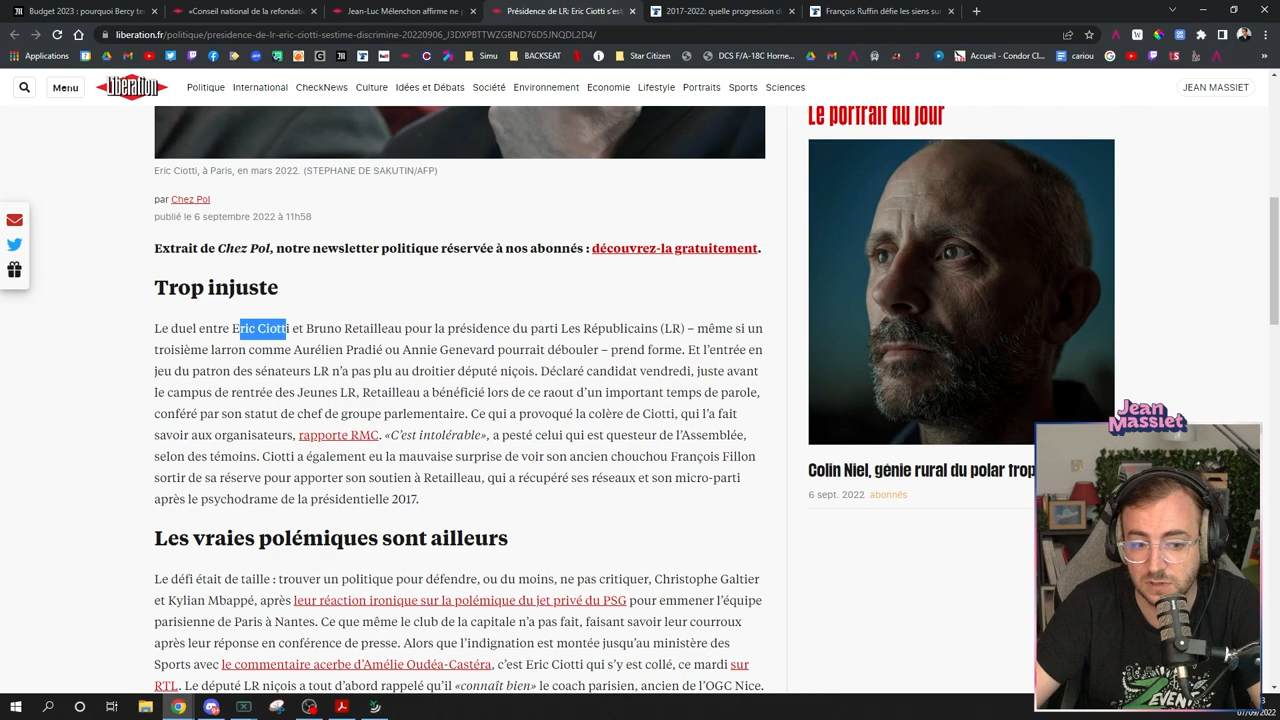 Budget 2023 : pourquoi Bercy te
«Conseil national de la refond
Jean-Luc Mélenchon affirme ne p
Présidence de LR: Eric Ciotti s'est
2017-2022: quelle progression d
François Ruffin défie les siens sur
liberation.fr/politique/presidence-de-lr-eric-ciotti-sestime-discrimine-20220906_J3DXPBTTWZGBND76D5JNQDL2D4/
Applications
Simu
BACKSEAT
Star Citizen
DCS F/A-18C Hornet...
Accueil - Condor Cl...
cariou
Menu
Libération
Politique
International
CheckNews
Culture
Idées et Débats
Société
Environnement
Economie
Lifestyle
Portraits
Sports
Sciences
JEAN MASSIET
Eric Ciotti, à Paris, en mars 2022. (STEPHANE DE SAKUTIN/AFP)
par Chez Pol
publié le 6 septembre 2022 à 11h58
Extrait de Chez Pol, notre newsletter politique réservée à nos abonnés : découvrez-la gratuitement.
Trop injuste
Le duel entre Eric Ciotti et Bruno Retailleau pour la présidence du parti Les Républicains (LR) – même si un
troisième larron comme Aurélien Pradié ou Annie Genevard pourrait débouler – prend forme. Et l'entrée en
jeu du patron des sénateurs LR n'a pas plu au droitier député niçois. Déclaré candidat vendredi, juste avant
le campus de rentrée des Jeunes LR, Retailleau a bénéficié lors de ce raout d'un important temps de parole,
conféré par son statut de chef de groupe parlementaire. Ce qui a provoqué la colère de Ciotti, qui l'a fait
savoir aux organisateurs, rapporte RMC. «C'est intolérable», a pesté celui qui est questeur de l'Assemblée,
selon des témoins. Ciotti a également eu la mauvaise surprise de voir son ancien chouchou François Fillon
sortir de sa réserve pour apporter son soutien à Retailleau, qui a récupéré ses réseaux et son micro-parti
après le psychodrame de la présidentielle 2017.
Les vraies polémiques sont ailleurs
Le défi était de taille : trouver un politique pour défendre, ou du moins, ne pas critiquer, Christophe Galtier
et Kylian Mbappé, après leur réaction ironique sur la polémique du jet privé du PSG pour emmener l'équipe
parisienne de Paris à Nantes. Ce que même le club de la capitale n'a pas fait, faisant savoir leur courroux
après leur réponse en conférence de presse. Alors que l'indignation est montée jusqu'au ministère des
Sports avec le commentaire acerbe d'Amélie Oudéa-Castéra, c'est Eric Ciotti qui s'y est collé, ce mardi sur
RTL. Le député LR niçois a tout d'abord rappelé qu'il «connaît bien» le coach parisien, ancien de l'OGC Nice.
Le portrait du jour
Colin Niel, génie rural du polar trop
6 sept. 2022 abonnés
Jean
Massiet
ZEVENT
07/09/2022